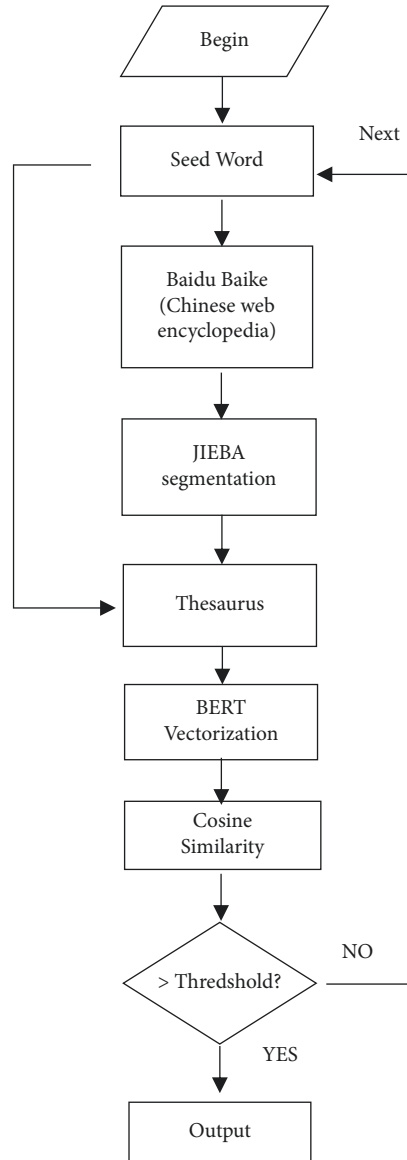 Begin
Next
Seed Word
Baidu Baike
(Chinese web
encyclopedia)
JIEBA
segmentation
Thesaurus
BERT
Vectorization
Cosine
Similarity
NO
> Thredshold?
YES
Output